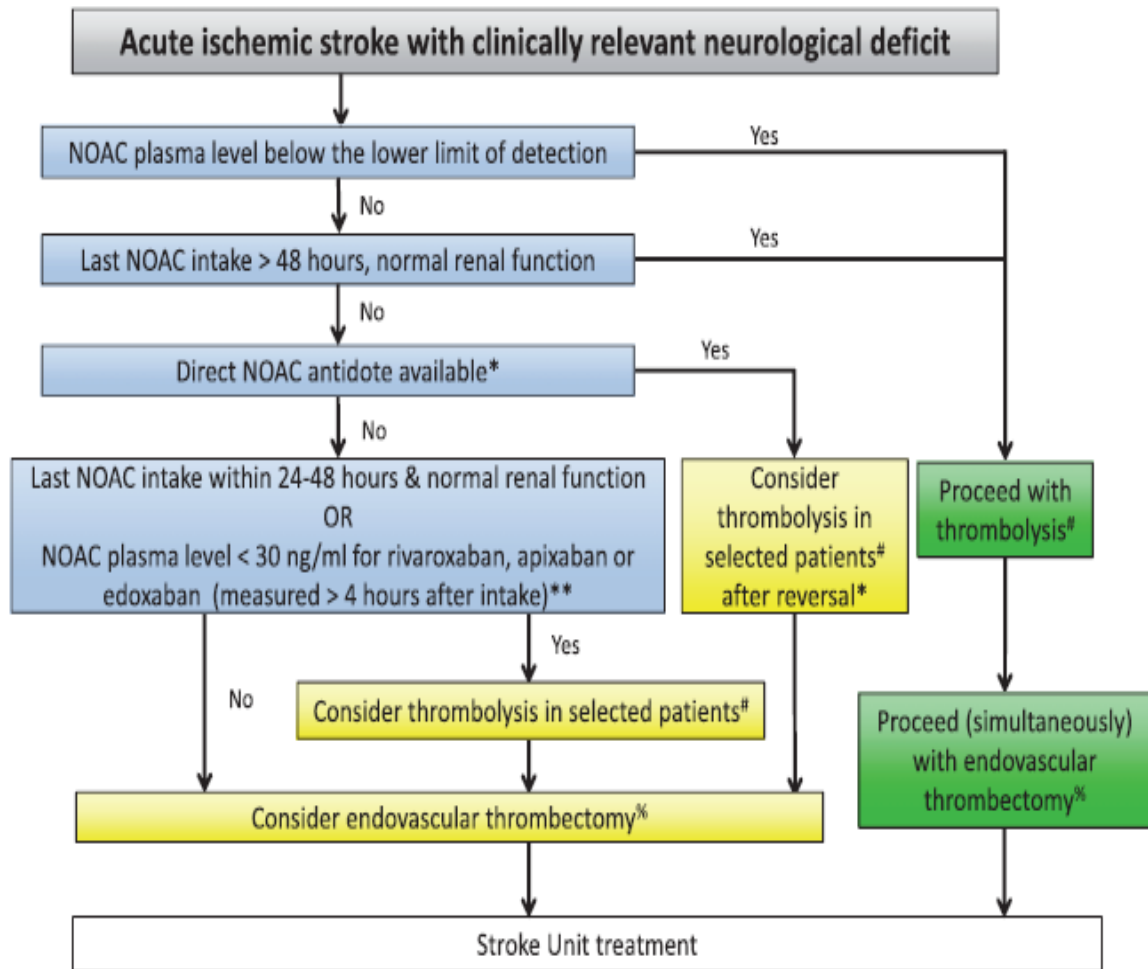 Acute ischemic stroke with clinically relevant neurological deficit
NOAC plasma level below the lower limit of detection
Yes
No
Last NOAC intake > 48 hours, normal renal function
Yes
No
Direct NOAC antidote available*
Yes
No
Last NOAC intake within 24-48 hours & normal renal function
OR
NOAC plasma level < 30 ng/ml for rivaroxaban, apixaban or
edoxaban (measured > 4 hours after intake)**
Consider
thrombolysis in
selected patients#
after reversal*
Proceed with
thrombolysis#
No
Yes
Consider thrombolysis in selected patients#
Proceed (simultaneously)
with endovascular
thrombectomy%
Consider endovascular thrombectomy%
Stroke Unit treatment